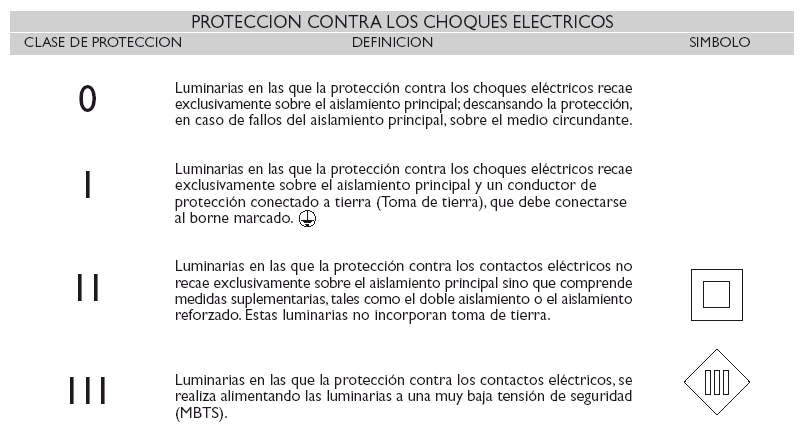 PROTECCION CONTRA LOS CHOQUES ELECTRICOS
CLASE DE PROTECCION DEFINICION SIMBOLO
0
Luminarias en las que la protección contra los choques eléctricos recae
exclusivamente sobre el aislamiento principal; descansando la protección,
en caso de fallos del aislamiento principal, sobre el medio circundante.
I
Luminarias en las que la protección contra los choques eléctricos recae
exclusivamente sobre el aislamiento principal y un conductor de
protección conectado a tierra (Toma de tierra), que debe conectarse
al borne marcado.
II
Luminarias en las que la protección contra los contactos eléctricos no
recae exclusivamente sobre el aislamiento principal sino que comprende
medidas suplementarias, tales como el doble aislamiento o el aislamiento
reforzado. Estas luminarias no incorporan toma de tierra.
III
Luminarias en las que la protección contra los contactos eléctricos, se
realiza alimentando las luminarias a una muy baja tensión de seguridad
(MBTS).
III